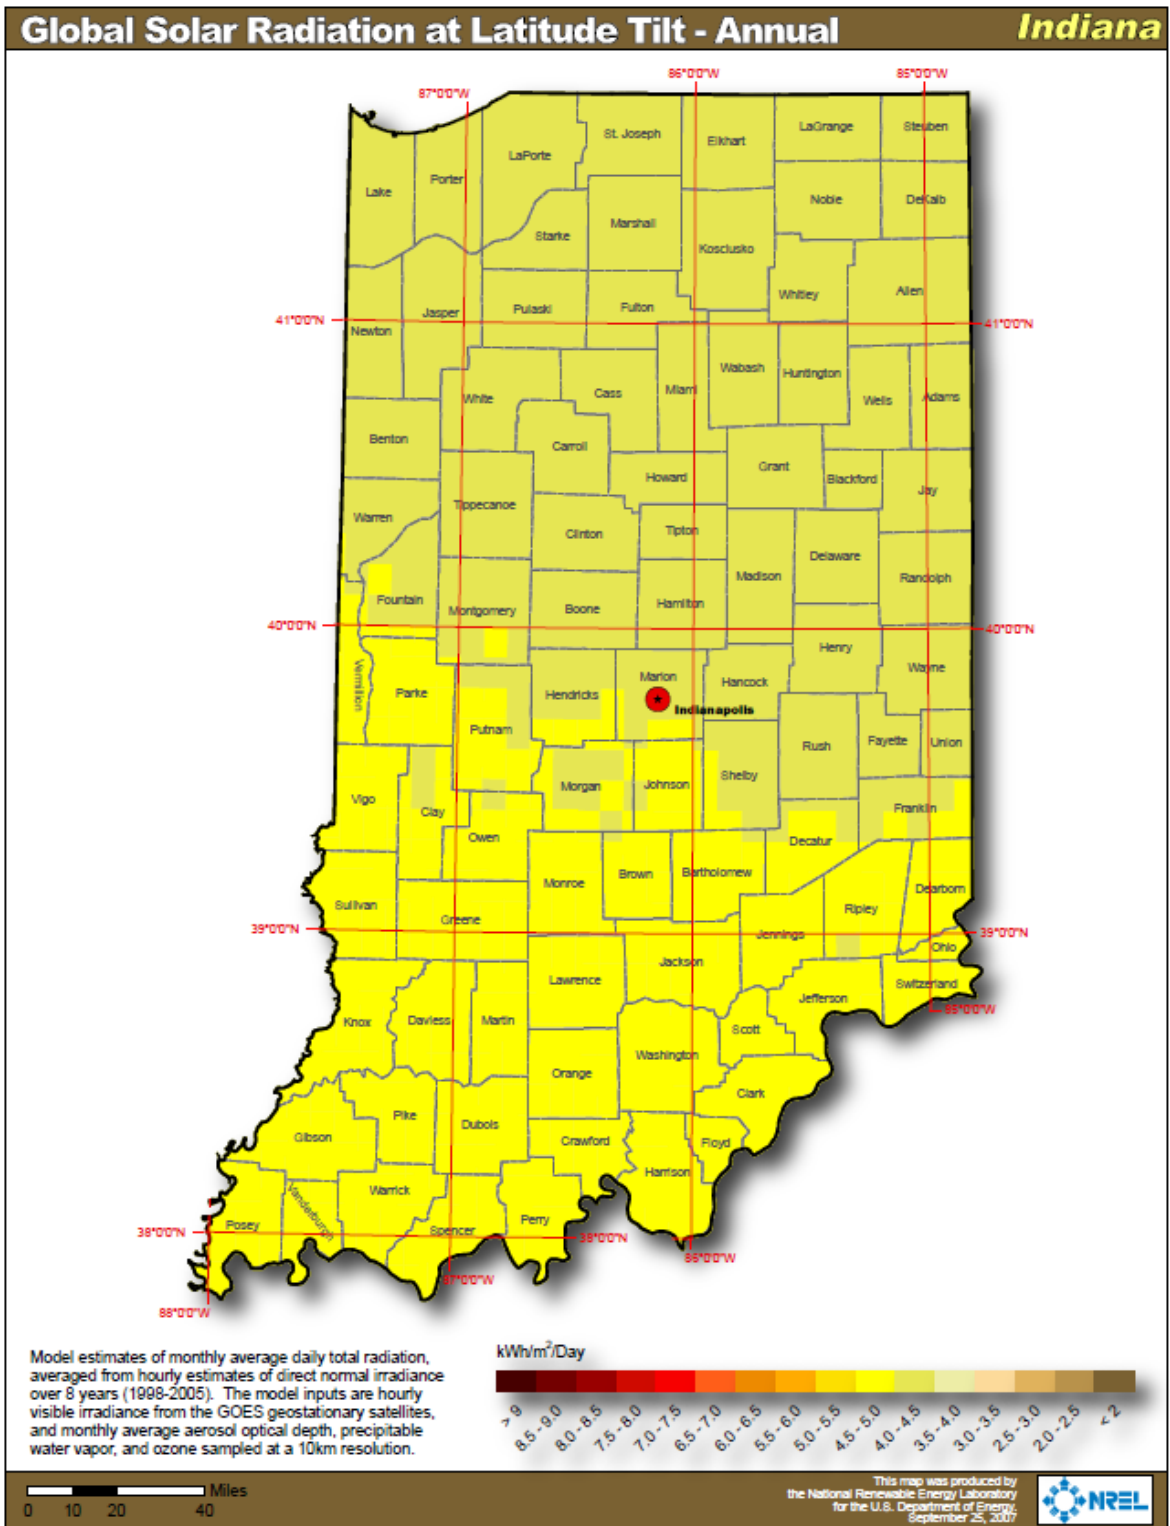 Global Solar Radiation at Latitude Tilt - Annual
Indiana
86°0'0"W
85°0'0"W
87°0'0"W
St. Joseph
LaGrange
Steuben
Elkhart
LaPorte
Porter
Lake
Noble
DeKalb
Marshall
Starke
Kosciusko
Allen
Whitley
Fulton
Pulaski
Jasper
41°0'0"N
41°0'0"N
Newton
Wabash
Huntington
Miami
Cass
White
Wells
Adams
Benton
Carroll
Grant
Howard
Blackford
Jay
Tippecanoe
Warren
Clinton
Tipton
Delaware
Madison
Randolph
Fountain
Montgomery
Boone
Hamilton
40°0'0"N
40°0'0"N
Henry
Wayne
Vermillion
Parke
Hendricks
Marion
Hancock
Indianapolis
Putnam
Rush
Fayette
Union
Vigo
Morgan
Johnson
Shelby
Clay
Franklin
Owen
Decatur
Monroe
Brown
Bartholomew
Dearborn
Sullivan
Greene
Ripley
39°0'0"N
39°0'0"N
Jennings
Ohio
Jackson
Lawrence
Switzerland
Jefferson
95°0'0"W
Knox
Daviess
Martin
Scott
Washington
Orange
Clark
Pike
Dubois
Gibson
Crawford
Floyd
Harrison
Warrick
Vanderburgh
Posey
Spencer
Perry
38°0'0"N
38°0'0"N
86°0'0"W
87°0'0"W
88°0'0"W
Model estimates of monthly average daily total radiation,
averaged from hourly estimates of direct normal irradiance
over 8 years (1998-2005). The model inputs are hourly
visible irradiance from the GOES geostationary satellites,
and monthly average aerosol optical depth, precipitable
water vapor, and ozone sampled at a 10km resolution.
kWh/m²/Day
> 9
8.5 - 9.0
8.0 - 8.5
7.5 - 8.0
7.0 - 7.5
6.5 - 7.0
6.0 - 6.5
5.5 - 6.0
5.0 - 5.5
4.5 - 5.0
4.0 - 4.5
3.5 - 4.0
3.0 - 3.5
2.5 - 3.0
2.0 - 2.5
< 2
Miles
0 10 20 40
This map was produced by
the National Renewable Energy Laboratory
for the U.S. Department of Energy.
September 25, 2007
NREL